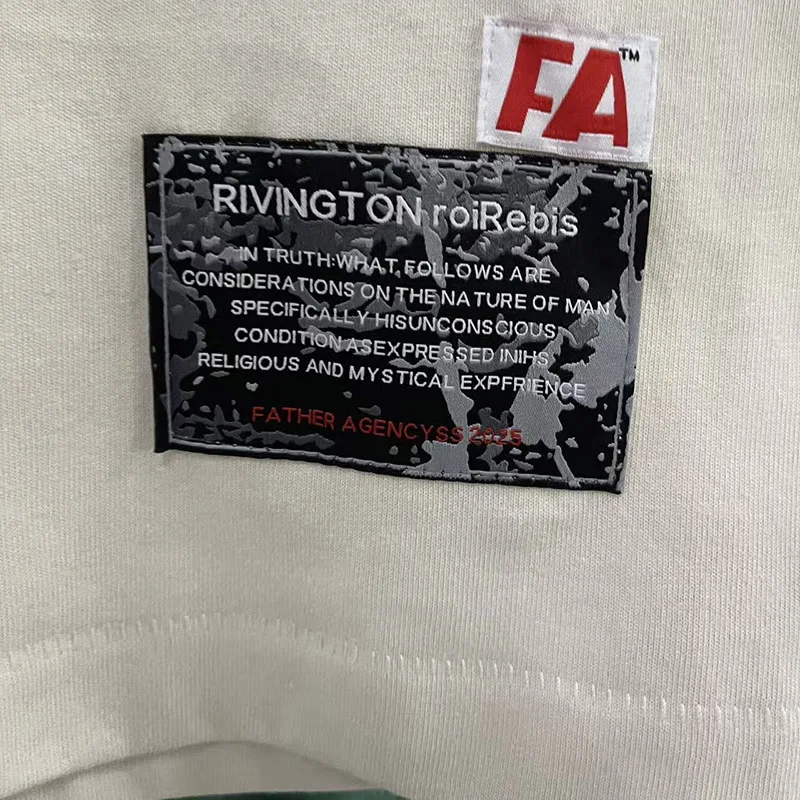 FA™
RIVINGTON roiRebis
IN TRUTH:WHAT FOLLOWS ARE
CONSIDERATIONS ON THE NATURE OF MAN
SPECIFICALLY HISUNCONSCIOUS
CONDITION ASEXPRESSED INIHS
RELIGIOUS AND MYSTICAL EXPFRIENCE
FATHER AGENCYSS 2025